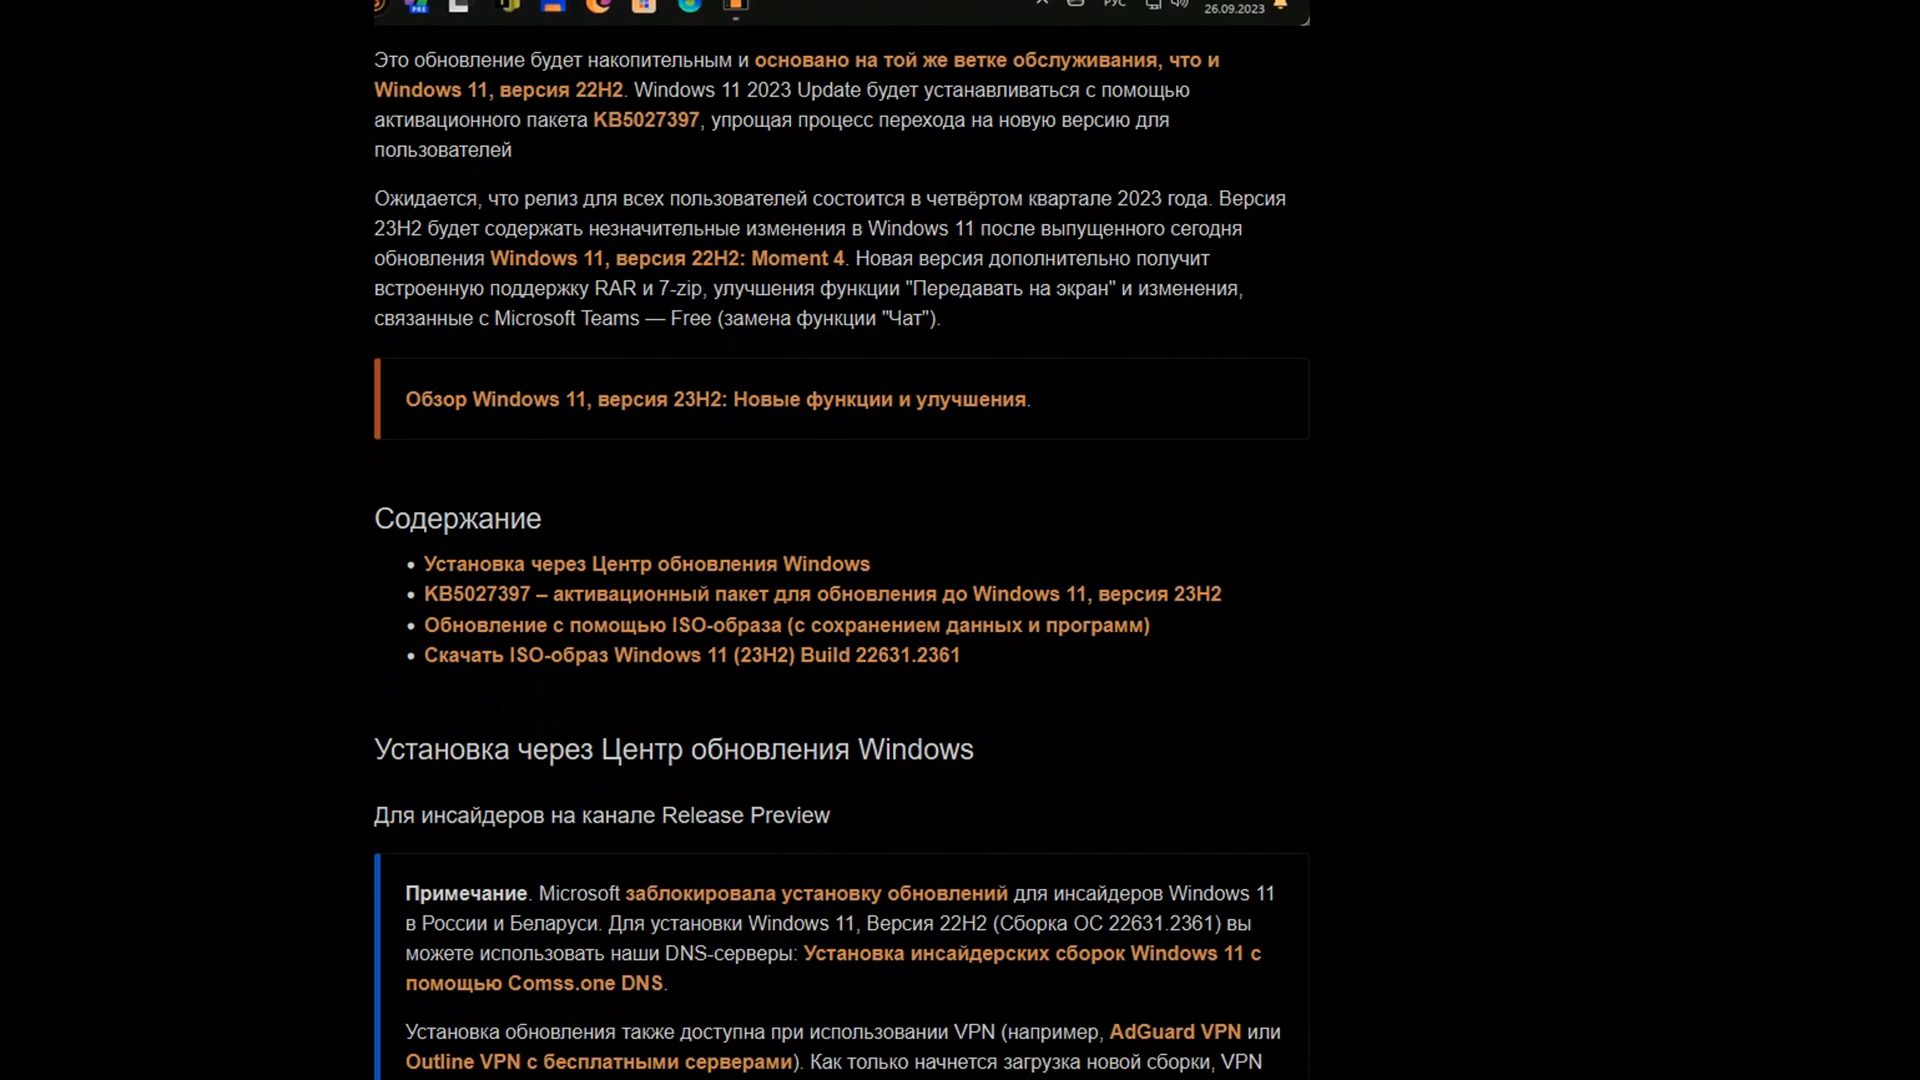 РУС
26.09.2023
Это обновление будет накопительным и основано на той же ветке обслуживания, что и
Windows 11, версия 22H2. Windows 11 2023 Update будет устанавливаться с помощью
активационного пакета KB5027397, упрощая процесс перехода на новую версию для
пользователей
Ожидается, что релиз для всех пользователей состоится в четвёртом квартале 2023 года. Версия
23H2 будет содержать незначительные изменения в Windows 11 после выпущенного сегодня
обновления Windows 11, версия 22H2: Moment 4. Новая версия дополнительно получит
встроенную поддержку RAR и 7-zip, улучшения функции "Передавать на экран" и изменения,
связанные с Microsoft Teams — Free (замена функции "Чат").
Обзор Windows 11, версия 23H2: Новые функции и улучшения.
Содержание
• Установка через Центр обновления Windows
• KB5027397 – активационный пакет для обновления до Windows 11, версия 23H2
• Обновление с помощью ISO-образа (с сохранением данных и программ)
• Скачать ISO-образ Windows 11 (23H2) Build 22631.2361
Установка через Центр обновления Windows
Для инсайдеров на канале Release Preview
Примечание. Microsoft заблокировала установку обновлений для инсайдеров Windows 11
в России и Беларуси. Для установки Windows 11, Версия 22H2 (Сборка ОС 22631.2361) вы
можете использовать наши DNS-серверы: Установка инсайдерских сборок Windows 11 с
помощью Comss.one DNS.
Установка обновления также доступна при использовании VPN (например, AdGuard VPN или
Outline VPN с бесплатными серверами). Как только начнется загрузка новой сборки, VPN